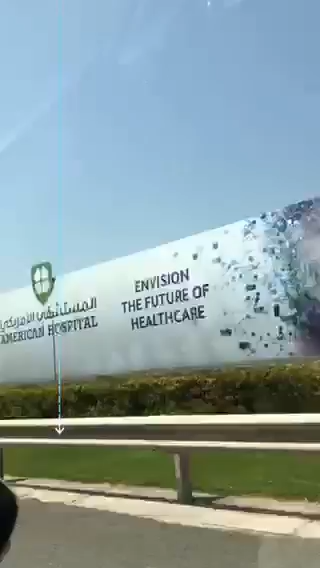 المستشفى الأمريكي
AMERICAN HOSPITAL
ENVISION
THE FUTURE OF
HEALTHCARE